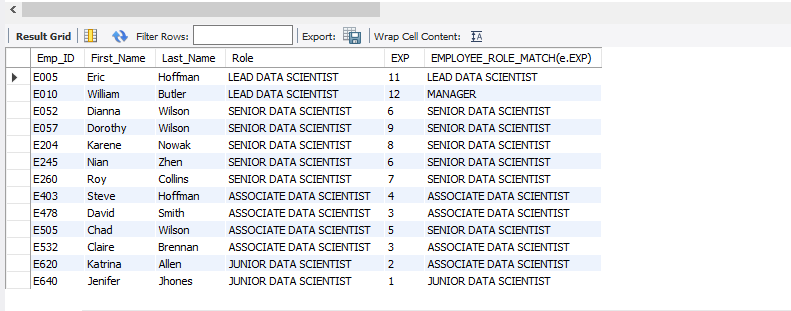 Result Grid Filter Rows: Export: Wrap Cell Content: IA
Emp_ID First_Name Last_Name Role EXP EMPLOYEE_ROLE_MATCH(e.EXP)
E005 Eric Hoffman LEAD DATA SCIENTIST 11 LEAD DATA SCIENTIST
E010 William Butler LEAD DATA SCIENTIST 12 MANAGER
E052 Dianna Wilson SENIOR DATA SCIENTIST 6 SENIOR DATA SCIENTIST
E057 Dorothy Wilson SENIOR DATA SCIENTIST 9 SENIOR DATA SCIENTIST
E204 Karene Nowak SENIOR DATA SCIENTIST 8 SENIOR DATA SCIENTIST
E245 Nian Zhen SENIOR DATA SCIENTIST 6 SENIOR DATA SCIENTIST
E260 Roy Collins SENIOR DATA SCIENTIST 7 SENIOR DATA SCIENTIST
E403 Steve Hoffman ASSOCIATE DATA SCIENTIST 4 ASSOCIATE DATA SCIENTIST
E478 David Smith ASSOCIATE DATA SCIENTIST 3 ASSOCIATE DATA SCIENTIST
E505 Chad Wilson ASSOCIATE DATA SCIENTIST 5 SENIOR DATA SCIENTIST
E532 Claire Brennan ASSOCIATE DATA SCIENTIST 3 ASSOCIATE DATA SCIENTIST
E620 Katrina Allen JUNIOR DATA SCIENTIST 2 ASSOCIATE DATA SCIENTIST
E640 Jenifer Jhones JUNIOR DATA SCIENTIST 1 JUNIOR DATA SCIENTIST